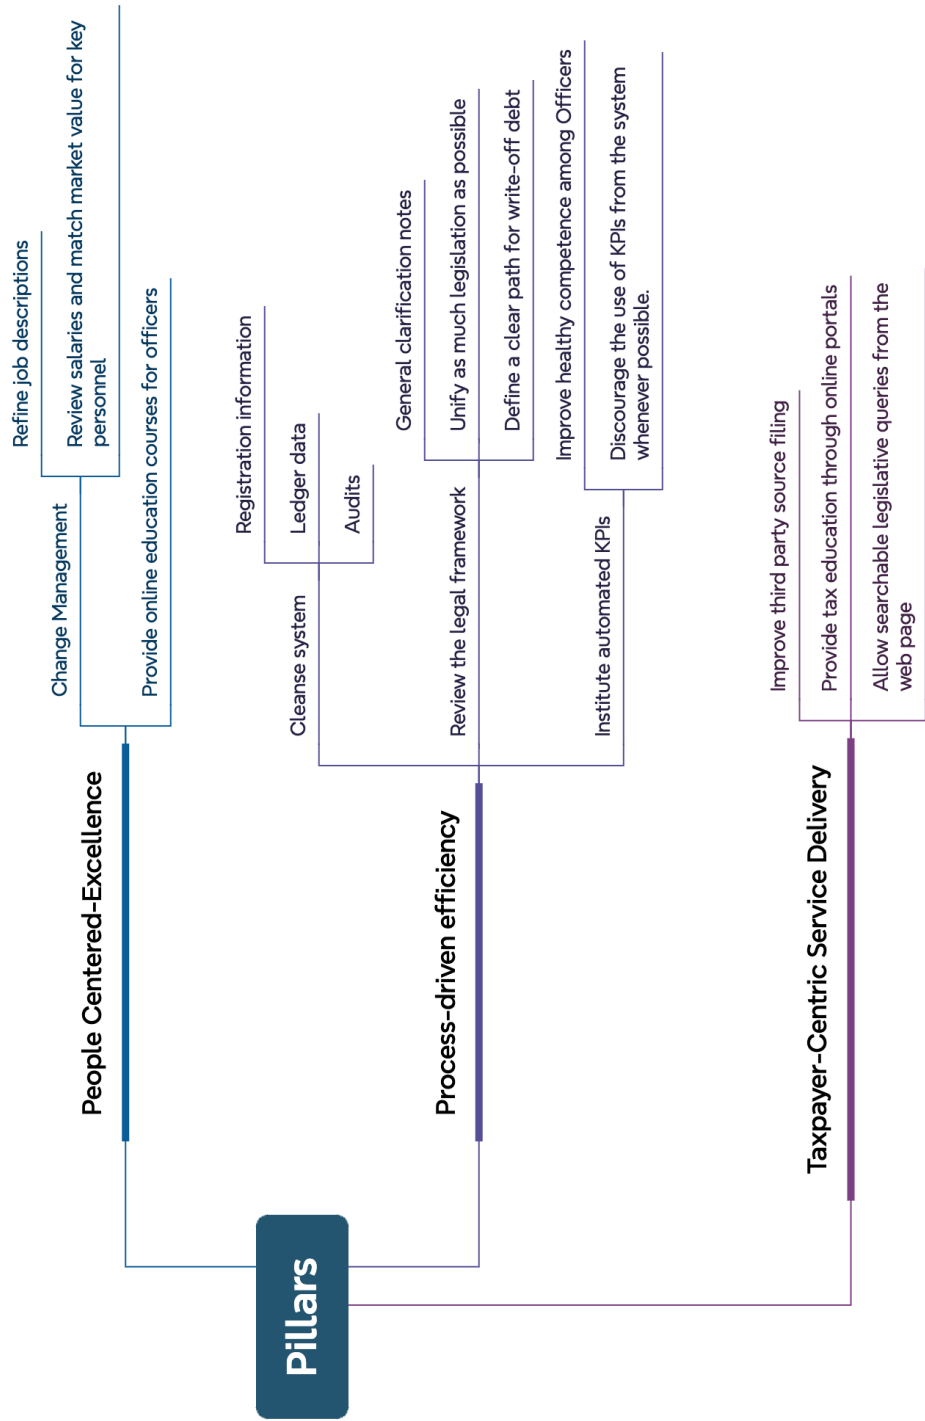 Pillars
People Centered-Excellence
Change Management
Refine job descriptions
Review salaries and match market value for key
personnel
Provide online education courses for officers
Process-driven efficiency
Cleanse system
Registration information
Ledger data
Audits
Review the legal framework
General clarification notes
Unify as much legislation as possible
Define a clear path for write-off debt
Institute automated KPIs
Improve healthy competence among Officers
Discourage the use of KPIs from the system
whenever possible.
Taxpayer-Centric Service Delivery
Improve third party source filing
Provide tax education through online portals
Allow searchable legislative queries from the
web page